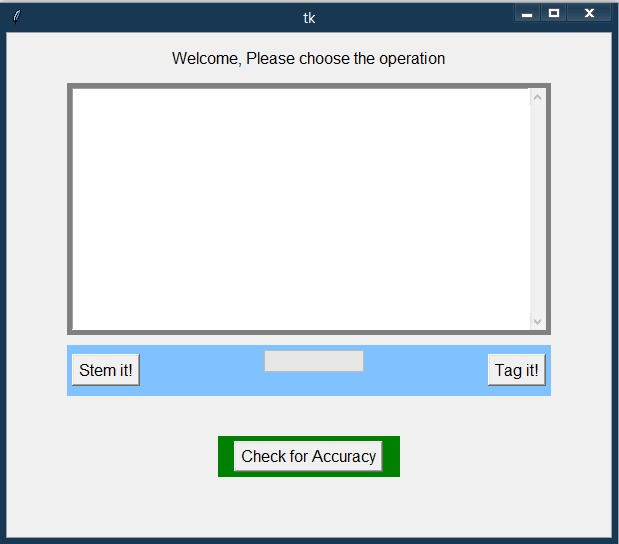 tk
Welcome, Please choose the operation
Stem it!
Tag it!
Check for Accuracy